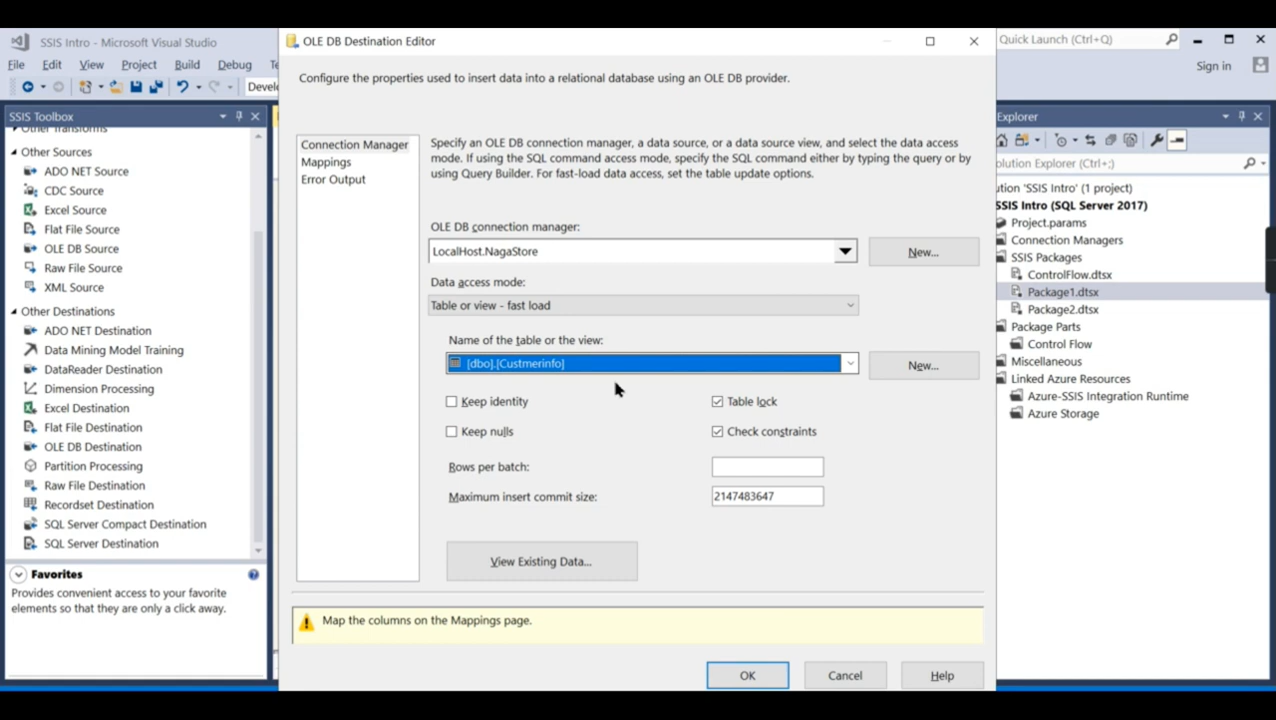 SSIS Intro - Microsoft Visual Studio
File Edit View Project Build Debug
Develo
SSIS Toolbox
Other Transforms
Other Sources
ADO NET Source
CDC Source
Excel Source
Flat File Source
OLE DB Source
Raw File Source
XML Source
Other Destinations
ADO NET Destination
Data Mining Model Training
DataReader Destination
Dimension Processing
Excel Destination
Flat File Destination
OLE DB Destination
Partition Processing
Raw File Destination
Recordset Destination
SQL Server Compact Destination
SQL Server Destination
Favorites
Provides convenient access to your favorite
elements so that they are only a click away.
OLE DB Destination Editor
Configure the properties used to insert data into a relational database using an OLE DB provider.
Connection Manager
Mappings
Error Output
Specify an OLE DB connection manager, a data source, or a data source view, and select the data access
mode. If using the SQL command access mode, specify the SQL command either by typing the query or by
using Query Builder. For fast-load data access, set the table update options.
OLE DB connection manager:
LocalHost.NagaStore
New...
Data access mode:
Table or view - fast load
Name of the table or the view:
[dbo].[Custmerinfo]
New...
Keep identity
Table lock
Keep nulls
Check constraints
Rows per batch:
Maximum insert commit size:
2147483647
View Existing Data...
Map the columns on the Mappings page.
OK
Cancel
Help
Quick Launch (Ctrl+Q)
Sign in
Explorer
olution Explorer (Ctrl+;)
ution 'SSIS Intro' (1 project)
SSIS Intro (SQL Server 2017)
Project.params
Connection Managers
SSIS Packages
ControlFlow.dtsx
Package1.dtsx
Package2.dtsx
Package Parts
Control Flow
Miscellaneous
Linked Azure Resources
Azure-SSIS Integration Runtime
Azure Storage